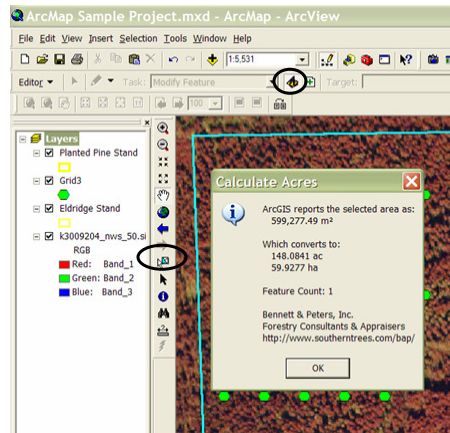 ArcMap Sample Project.mxd - ArcMap - ArcView
File Edit View Insert Selection Tools Window Help
1:5,531
Editor Task: Modify Feature Target:
100
Layers
Planted Pine Stand
Grid3
Eldridge Stand
k3009204_nws_50.si
RGB
Red: Band_1
Green: Band_2
Blue: Band_3
Calculate Acres
ArcGIS reports the selected area as:
599,277.49 m²
Which converts to:
148.0841 ac
59.9277 ha
Feature Count: 1
Bennett & Peters, Inc.
Forestry Consultants & Appraisers
http://www.southerntrees.com/bap/
OK